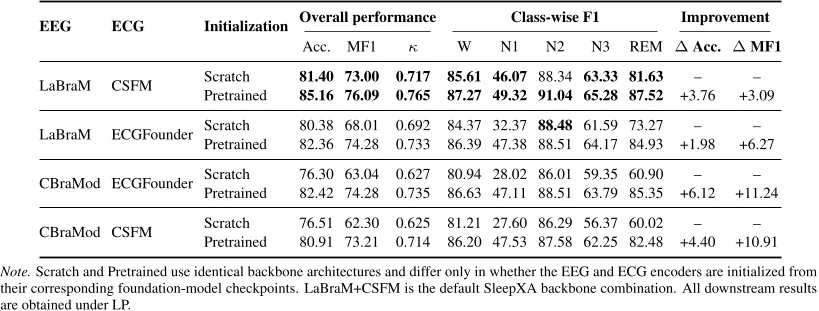 EEG ECG Initialization Overall performance Class-wise F1 Improvement
Acc. MF1 κ W N1 N2 N3 REM Δ Acc. Δ MF1
LaBraM CSFM Scratch 81.40 73.00 0.717 85.61 46.07 88.34 63.33 81.63 – –
Pretrained 85.16 76.09 0.765 87.27 49.32 91.04 65.28 87.52 +3.76 +3.09
LaBraM ECGFounder Scratch 80.38 68.01 0.692 84.37 32.37 88.48 61.59 73.27 – –
Pretrained 82.36 74.28 0.733 86.39 47.38 88.51 64.17 84.93 +1.98 +6.27
CBraMod ECGFounder Scratch 76.30 63.04 0.627 80.94 28.02 86.01 59.35 60.90 – –
Pretrained 82.42 74.28 0.735 86.63 47.11 88.51 63.79 85.35 +6.12 +11.24
CBraMod CSFM Scratch 76.51 62.30 0.625 81.21 27.60 86.29 56.37 60.02 – –
Pretrained 80.91 73.21 0.714 86.20 47.53 87.58 62.25 82.48 +4.40 +10.91
Note. Scratch and Pretrained use identical backbone architectures and differ only in whether the EEG and ECG encoders are initialized from
their corresponding foundation-model checkpoints. LaBraM+CSFM is the default SleepXA backbone combination. All downstream results
are obtained under LP.